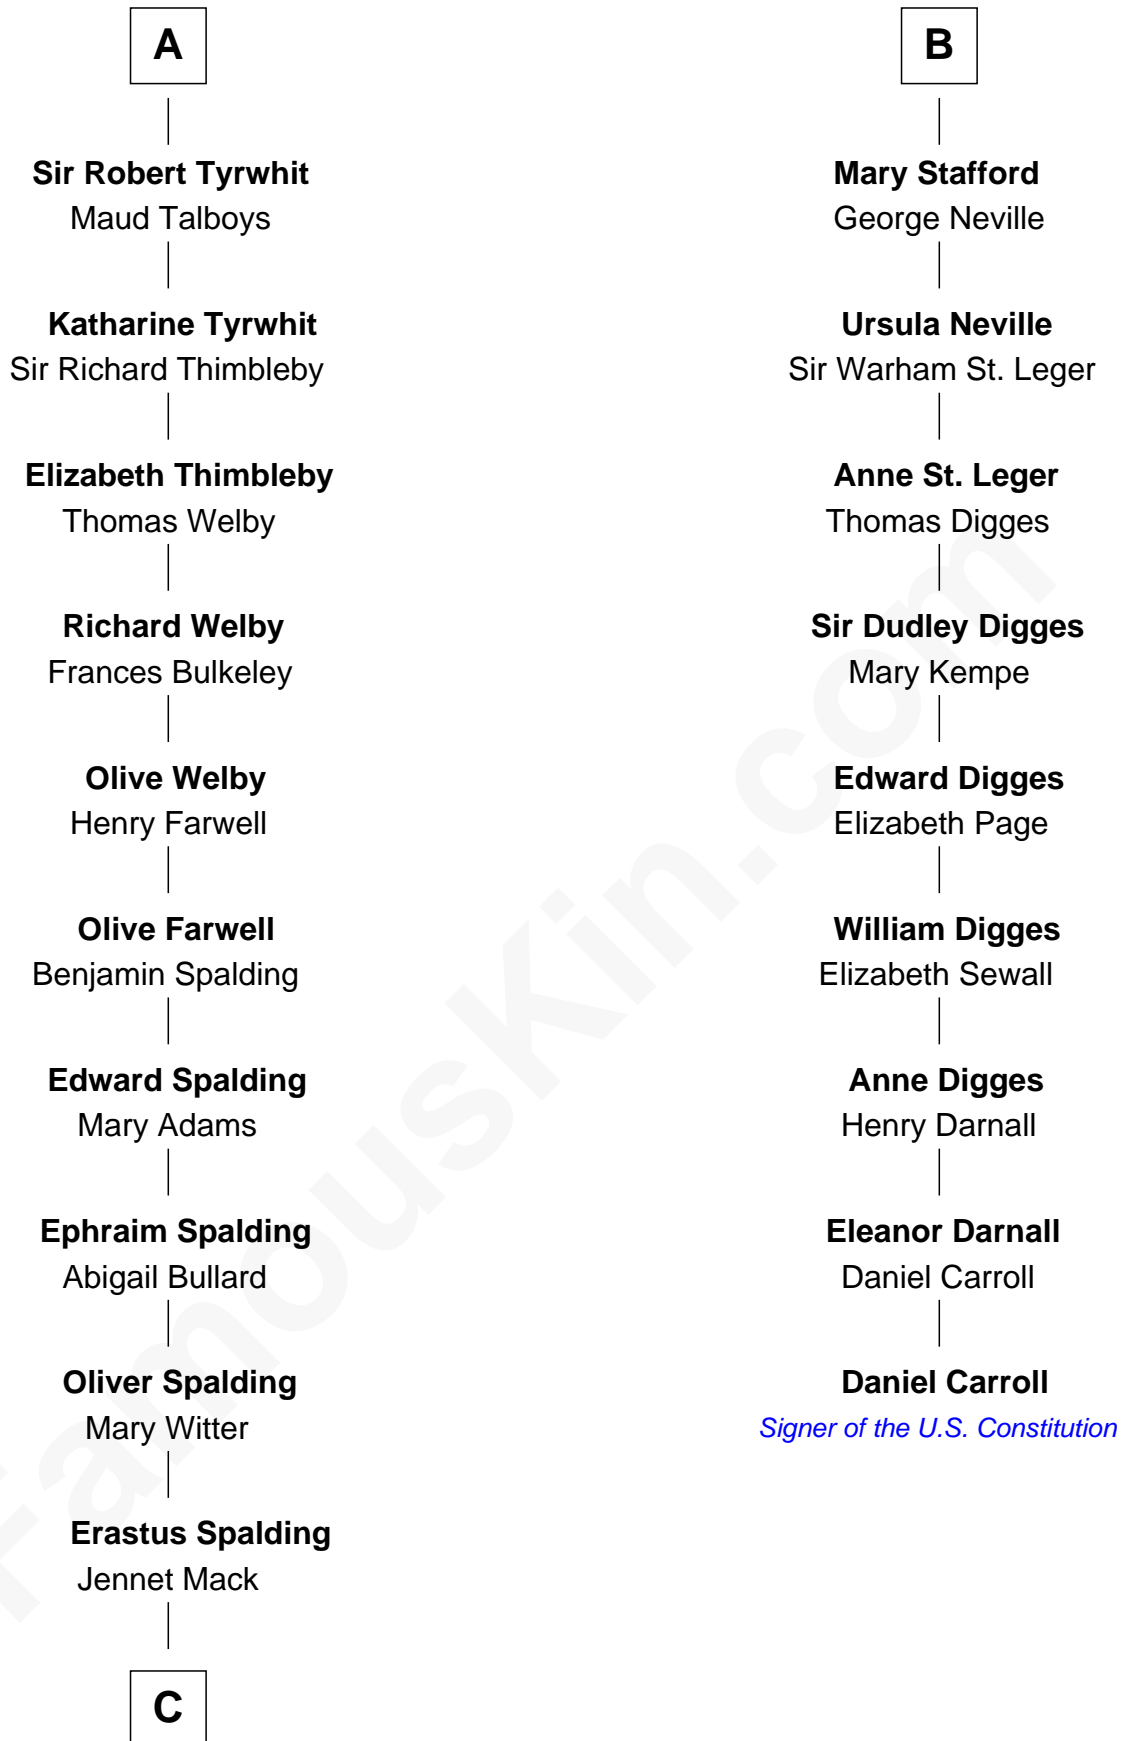 A
Sir Robert Tyrwhit
Maud Talboys
Katharine Tyrwhit
Sir Richard Thimbleby
Elizabeth Thimbleby
Thomas Welby
Richard Welby
Frances Bulkeley
Olive Welby
Henry Farwell
Olive Farwell
Benjamin Spalding
Edward Spalding
Mary Adams
Ephraim Spalding
Abigail Bullard
Oliver Spalding
Mary Witter
Erastus Spalding
Jennet Mack
C
B
Mary Stafford
George Neville
Ursula Neville
Sir Warham St. Leger
Anne St. Leger
Thomas Digges
Sir Dudley Digges
Mary Kempe
Edward Digges
Elizabeth Page
William Digges
Elizabeth Sewall
Anne Digges
Henry Darnall
Eleanor Darnall
Daniel Carroll
Daniel Carroll
Signer of the U.S. Constitution
FamousKin.com